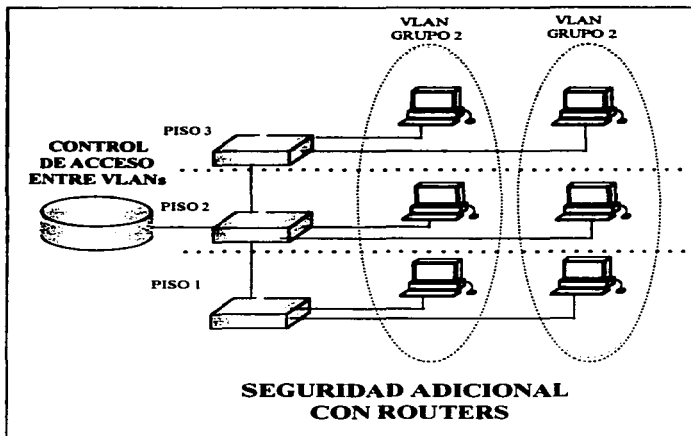 VLAN
GRUPO 2
VLAN
GRUPO 2
PISO 3
CONTROL
DE ACCESO
ENTRE VLANs
PISO 2
PISO 1
SEGURIDAD ADICIONAL
CON ROUTERS